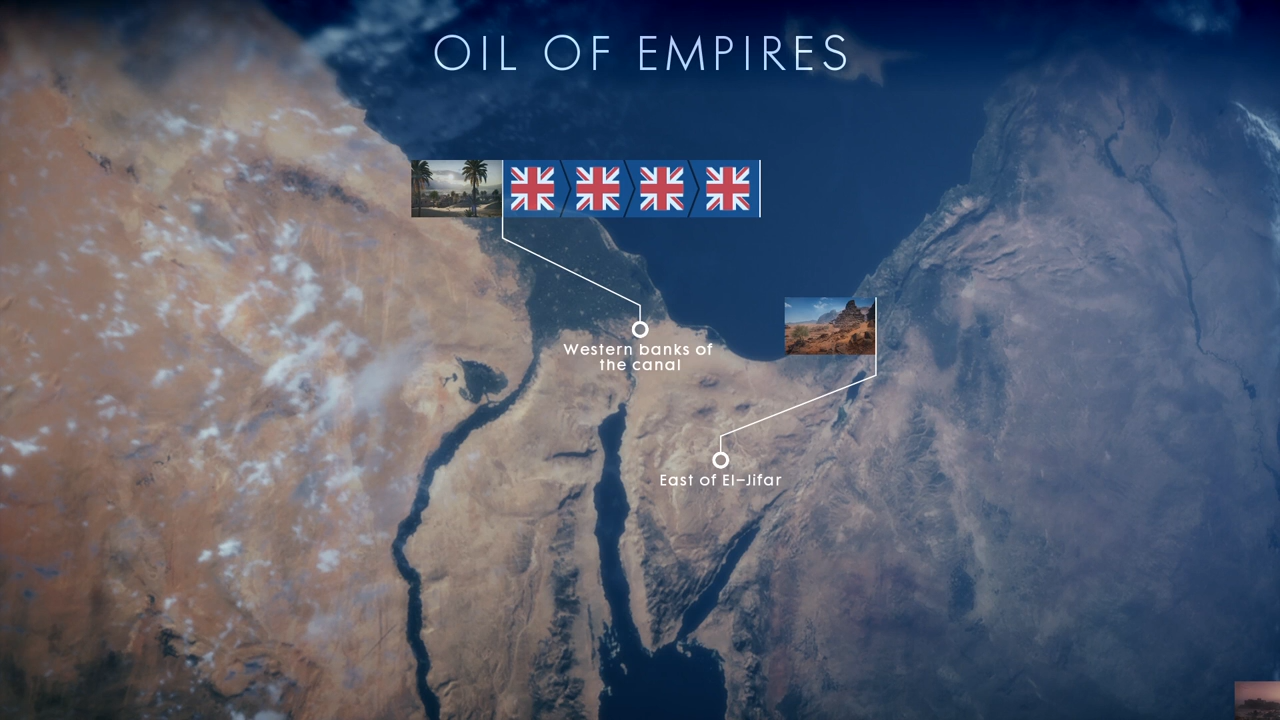 OIL OF EMPIRES
Western banks of
the canal
East of El-Jifar